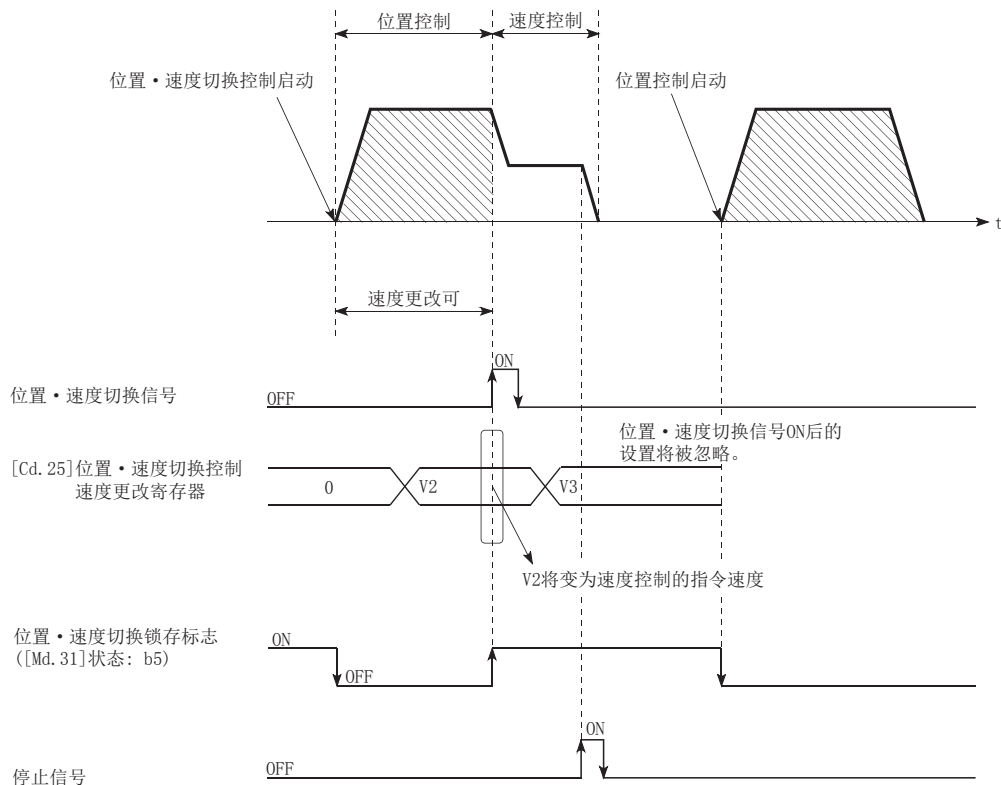 位置控制
速度控制
位置・速度切换控制启动
位置控制启动
t
速度更改可
ON
位置・速度切换信号
OFF
位置・速度切换信号ON后的
设置将被忽略。
[Cd.25]位置・速度切换控制
速度更改寄存器
0
V2
V3
V2将变为速度控制的指令速度
位置・速度切换锁存标志
([Md.31]状态: b5)
ON
OFF
ON
停止信号
OFF